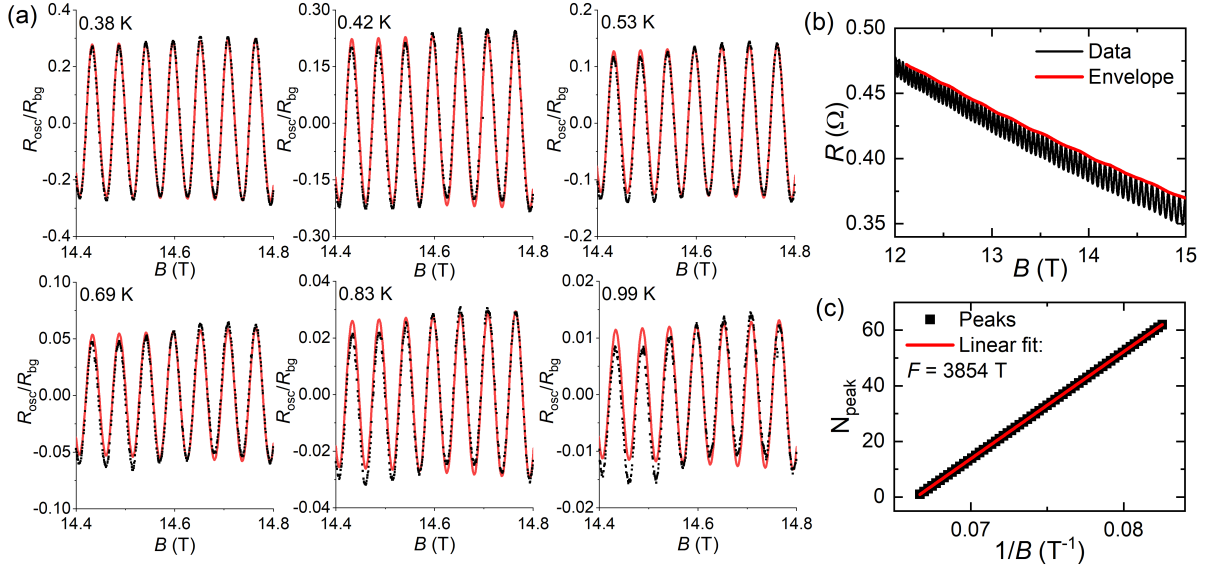 (a)
0.38 K
R_osc/R_bg
0.4
0.2
0.0
-0.2
-0.4
14.4
14.6
14.8
B (T)
0.42 K
R_osc/R_bg
0.30
0.15
0.00
-0.15
-0.30
14.4
14.6
14.8
B (T)
0.53 K
R_osc/R_bg
0.2
0.1
0.0
-0.1
-0.2
14.4
14.6
14.8
B (T)
0.69 K
R_osc/R_bg
0.10
0.05
0.00
-0.05
-0.10
14.4
14.6
14.8
B (T)
0.83 K
R_osc/R_bg
0.04
0.02
0.00
-0.02
-0.04
14.4
14.6
14.8
B (T)
0.99 K
R_osc/R_bg
0.02
0.01
0.00
-0.01
-0.02
14.4
14.6
14.8
B (T)
(b)
0.50
0.45
0.40
0.35
R (Ω)
Data
Envelope
12
13
14
15
B (T)
(c)
60
40
20
0
N_peak
Peaks
Linear fit:
F = 3854 T
0.07
0.08
1/B (T⁻¹)